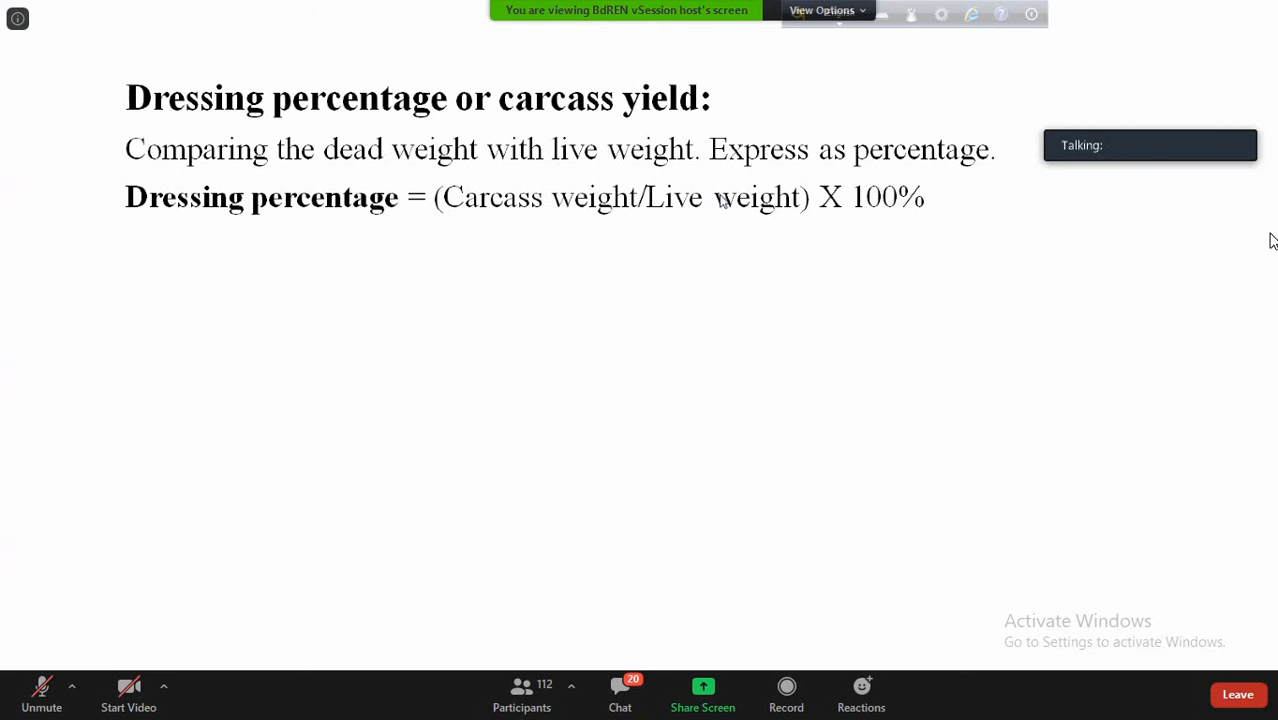 You are viewing BdREN vSession host's screen
View Options
Dressing percentage or carcass yield:
Comparing the dead weight with live weight. Express as percentage.
Talking:
Dressing percentage = (Carcass weight/Live weight) X 100%
Activate Windows
Go to Settings to activate Windows.
112
20
Unmute
Start Video
Participants
Chat
Share Screen
Record
Reactions
Leave